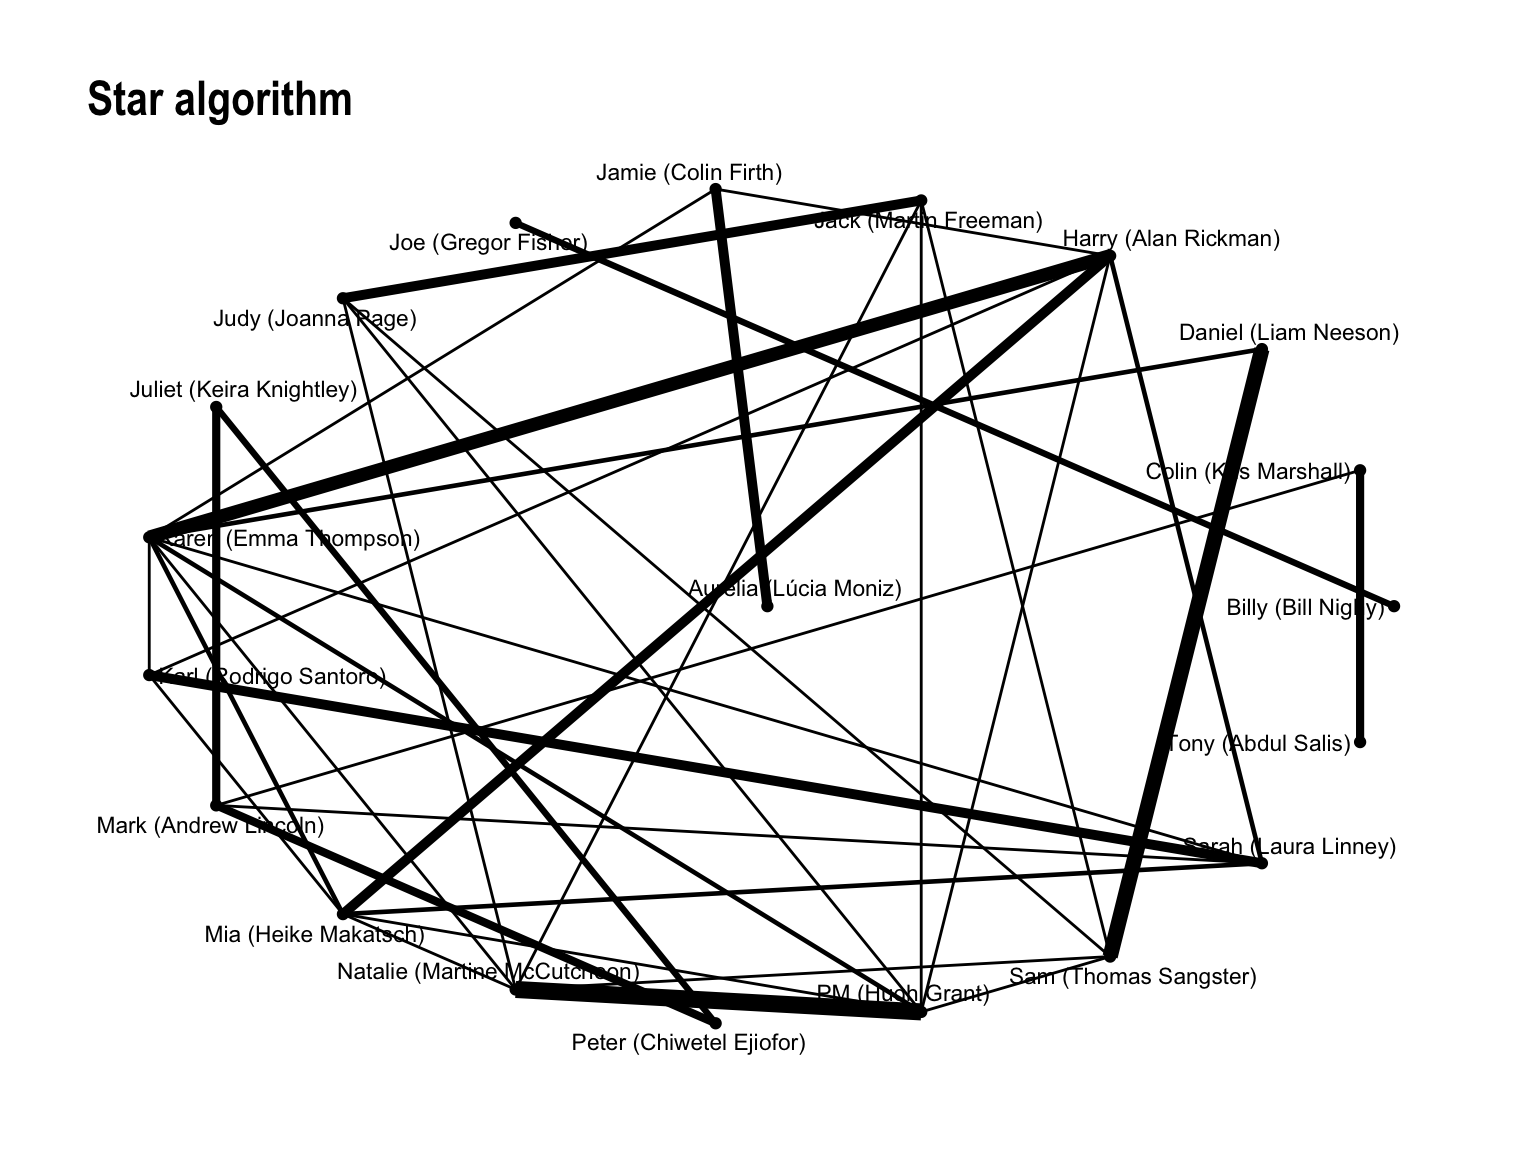 Star algorithm
Jamie (Colin Firth)
Jack (Martin Freeman)
Joe (Gregor Fisher)
Harry (Alan Rickman)
Judy (Joanna Page)
Daniel (Liam Neeson)
Juliet (Keira Knightley)
Colin (Kris Marshall)
Karen (Emma Thompson)
Aurelia (Lúcia Moniz)
Billy (Bill Nighy)
Karl (Rodrigo Santoro)
Tony (Abdul Salis)
Mark (Andrew Lincoln)
Sarah (Laura Linney)
Mia (Heike Makatsch)
Natalie (Martine McCutcheon)
Sam (Thomas Sangster)
PM (Hugh Grant)
Peter (Chiwetel Ejiofor)